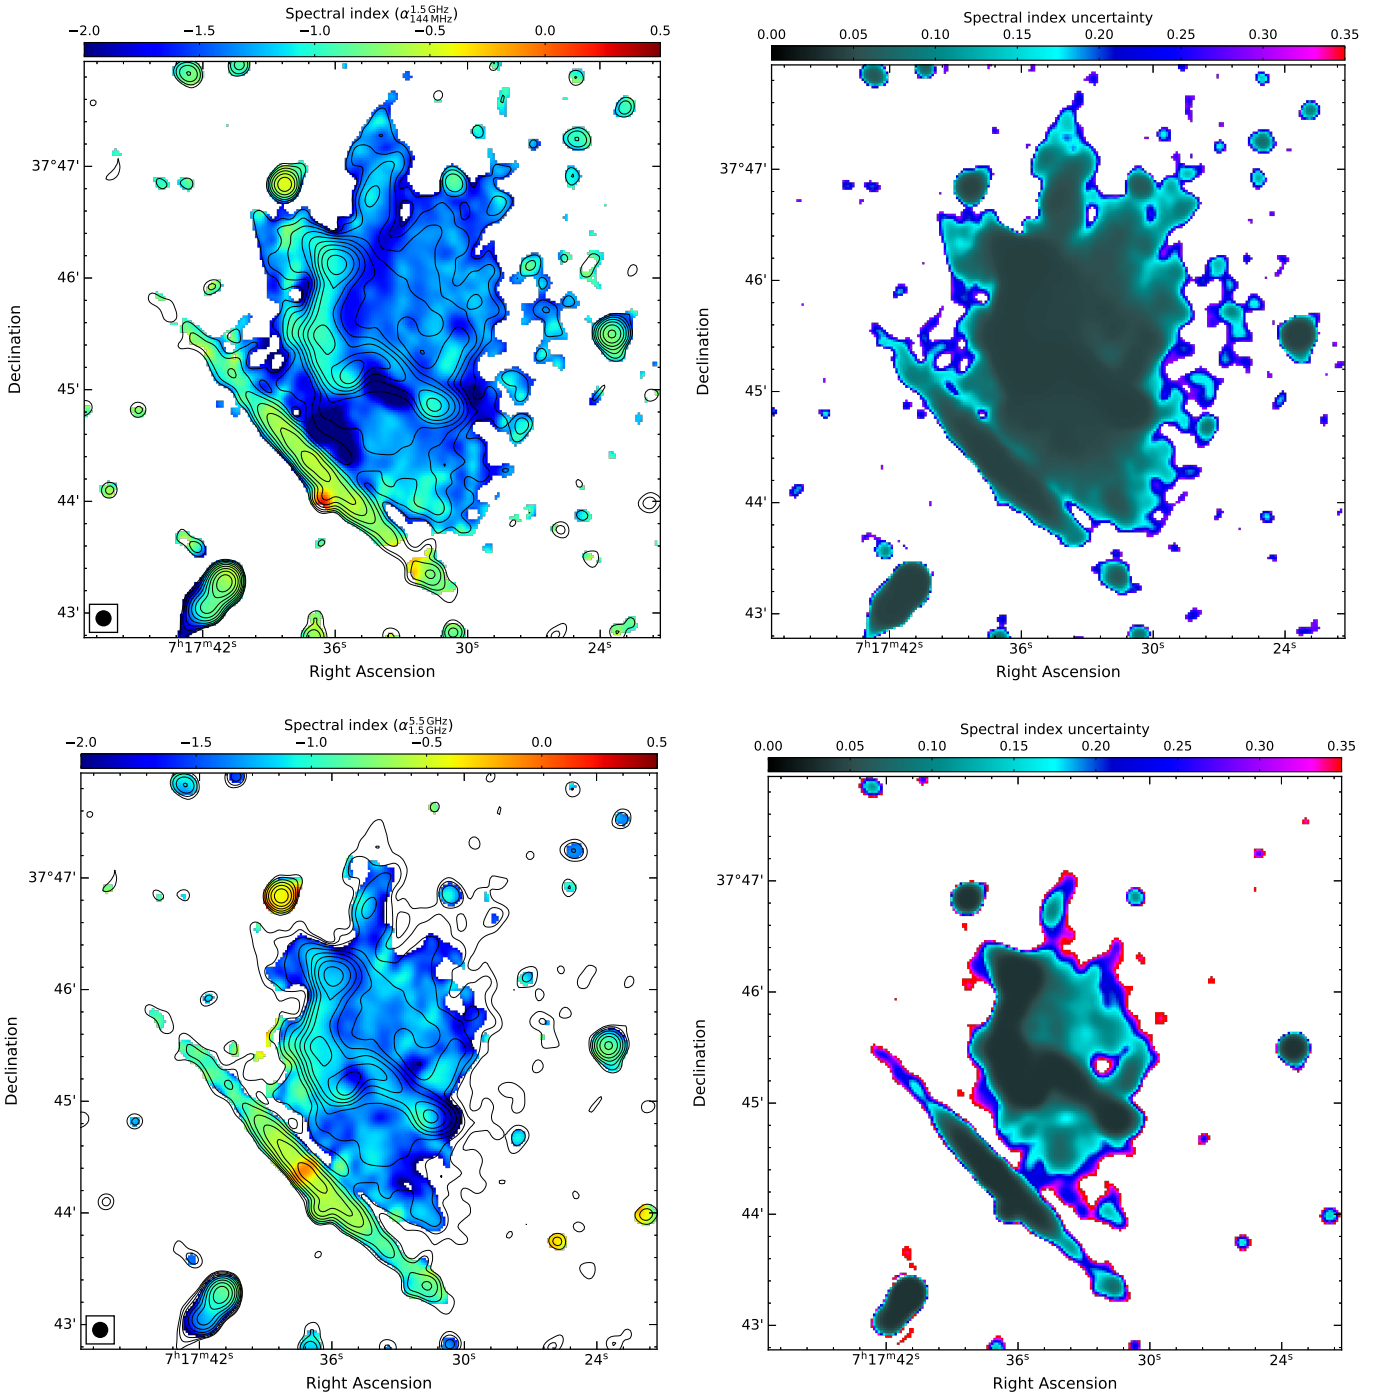 Spectral index (α 1.5 GHz 144 MHz)
−2.0 −1.5 −1.0 −0.5 0.0 0.5
37°47'
46'
45'
44'
43'
Declination
7h17m42s 36s 30s 24s
Right Ascension
Spectral index uncertainty
0.00 0.05 0.10 0.15 0.20 0.25 0.30 0.35
37°47'
46'
45'
44'
43'
Declination
7h17m42s 36s 30s 24s
Right Ascension
Spectral index (α 5.5 GHz 1.5 GHz)
−2.0 −1.5 −1.0 −0.5 0.0 0.5
37°47'
46'
45'
44'
43'
Declination
7h17m42s 36s 30s 24s
Right Ascension
Spectral index uncertainty
0.00 0.05 0.10 0.15 0.20 0.25 0.30 0.35
37°47'
46'
45'
44'
43'
Declination
7h17m42s 36s 30s 24s
Right Ascension